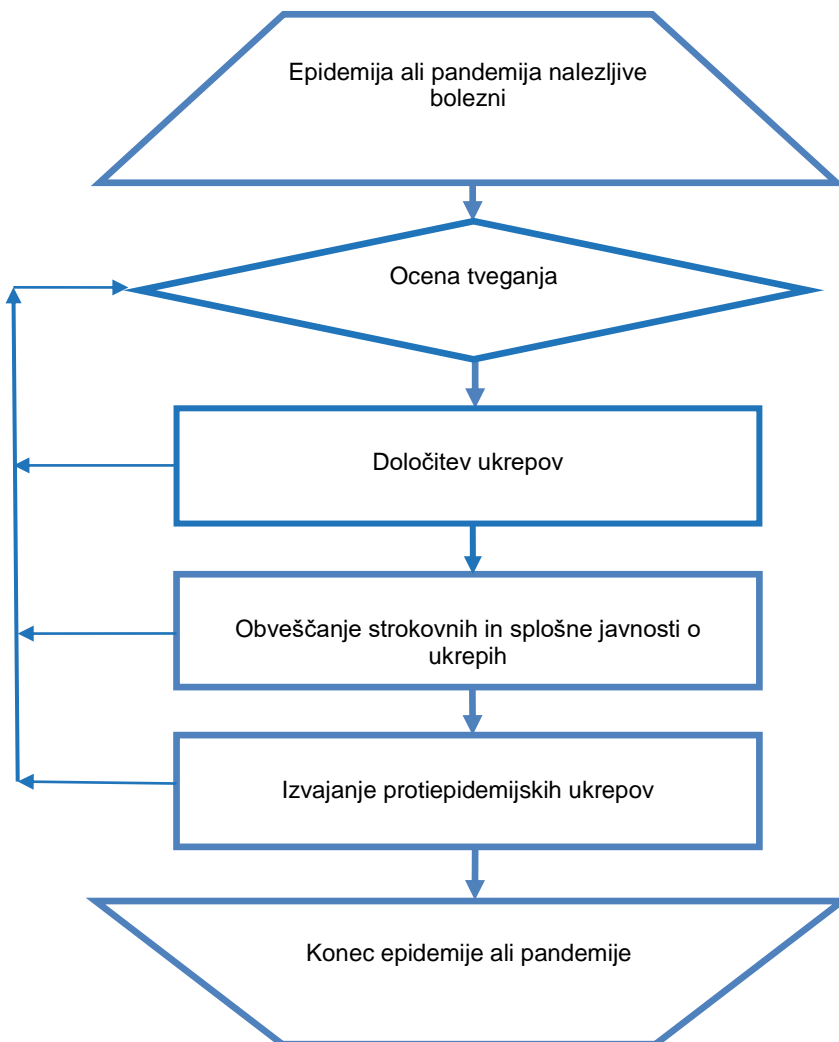 Epidemija ali pandemija nalezljive
bolezni
Ocena tveganja
Določitev ukrepov
Obveščanje strokovnih in splošne javnosti o
ukrepih
Izvajanje protiepidemijskih ukrepov
Konec epidemije ali pandemije